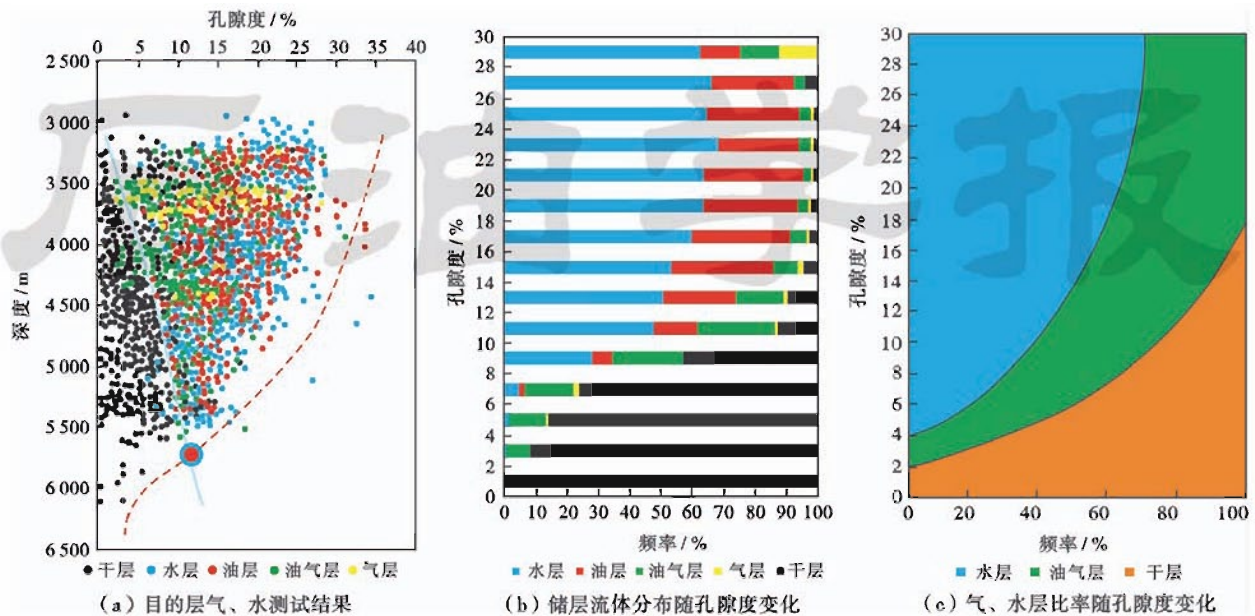 孔隙度 / %
0 5 10 15 20 25 30 35 40
2 500
3 000
3 500
4 000
4 500
5 000
5 500
6 000
6 500
深度 / m
干层 水层 油层 油气层 气层
(a) 目的层气、水测试结果
30
28
26
24
22
20
18
16
14
12
10
8
6
4
2
0
孔隙度 / %
0 10 20 30 40 50 60 70 80 90 100
频率 / %
水层 油层 油气层 气层 干层
(b) 储层流体分布随孔隙度变化
30
28
26
24
22
20
18
16
14
12
10
8
6
4
2
0
孔隙度 / %
0 20 40 60 80 100
频率 / %
水层 油气层 干层
(c) 气、水层比率随孔隙度变化
石油学报